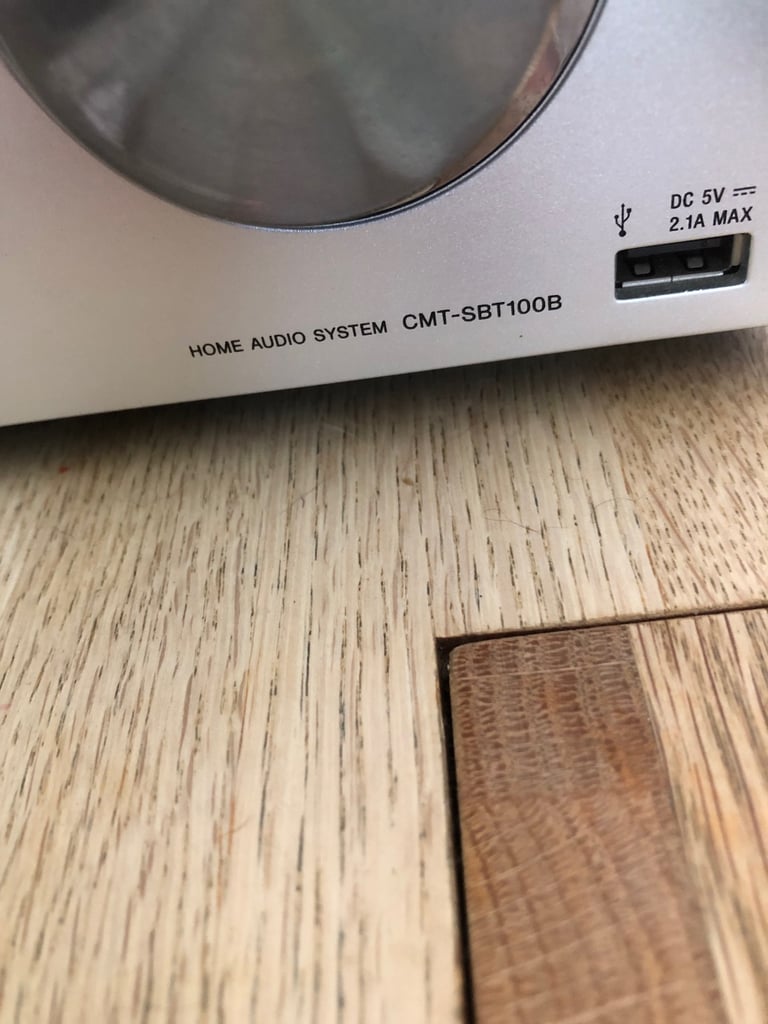 DC 5V ⎓
2.1A MAX
HOME AUDIO SYSTEM CMT-SBT100B